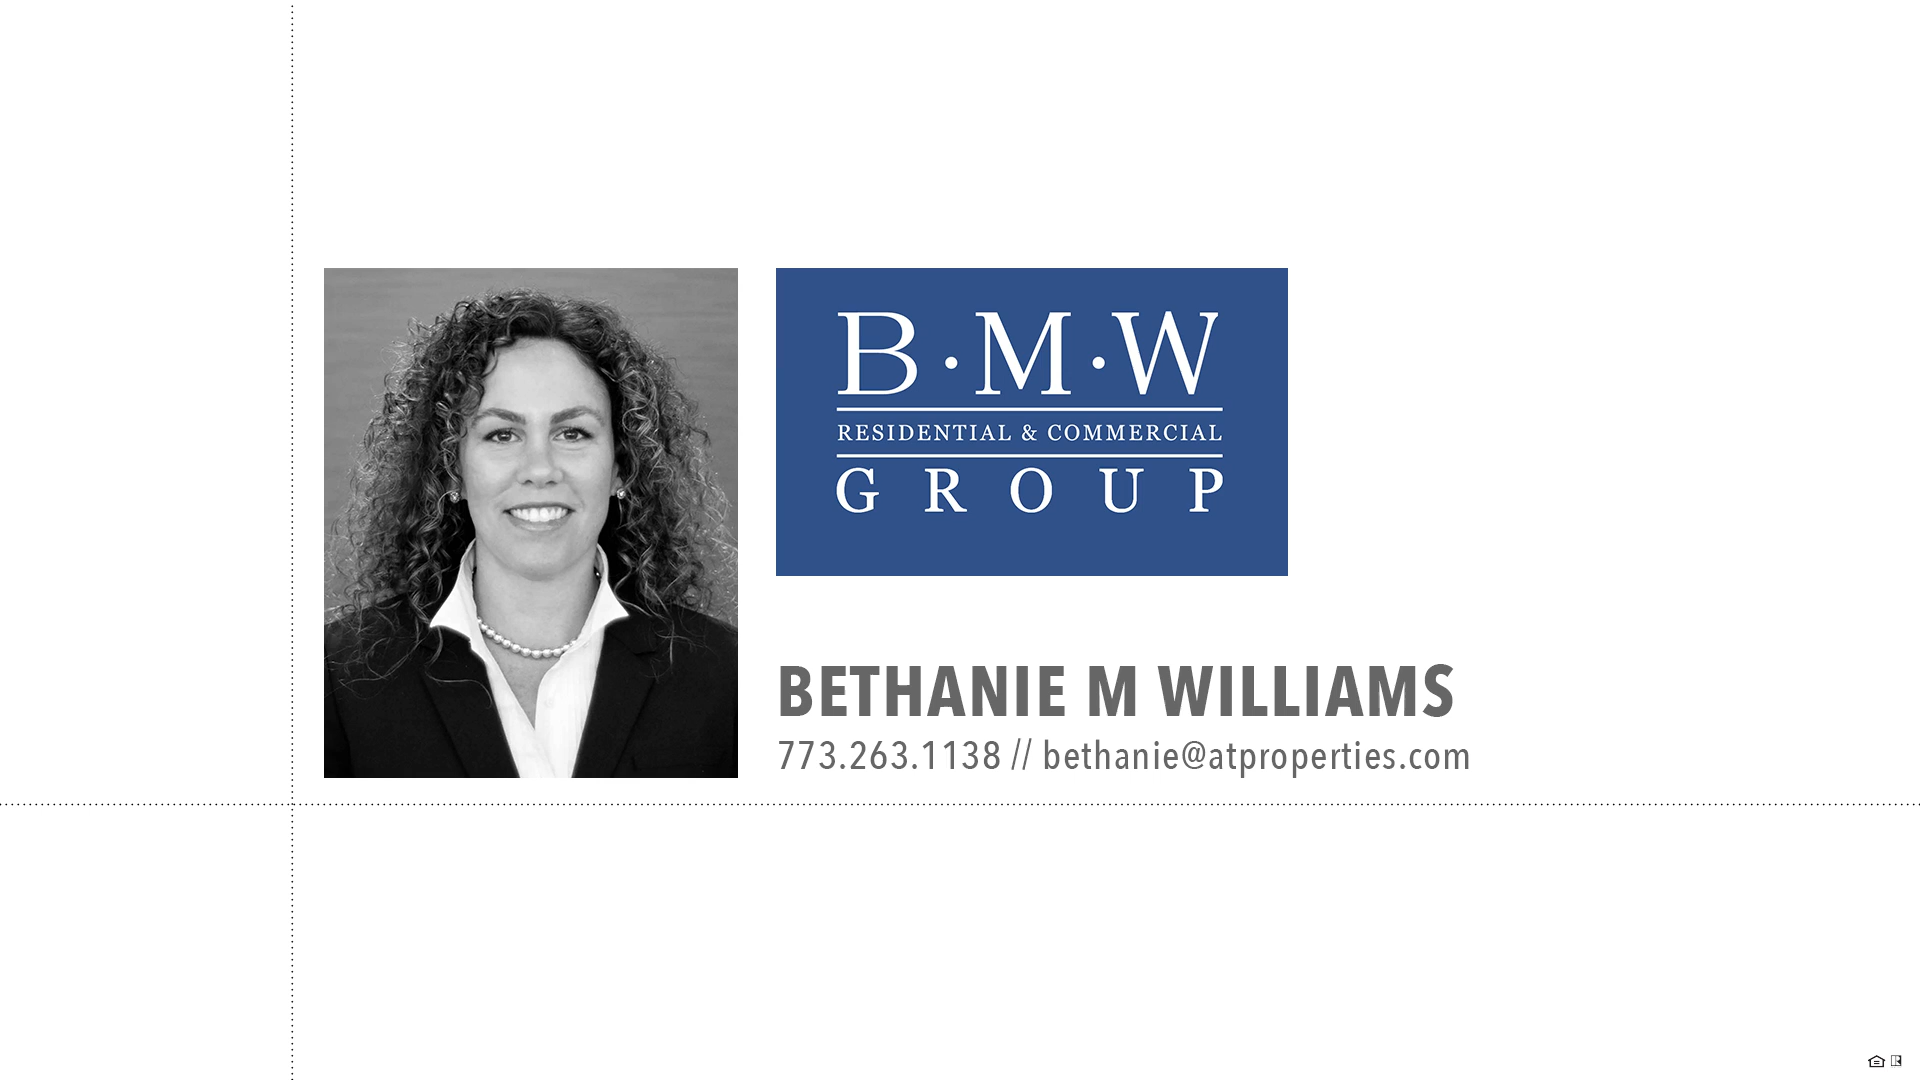 B·M·W
RESIDENTIAL & COMMERCIAL
GROUP
BETHANIE M WILLIAMS
773.263.1138 // bethanie@atproperties.com